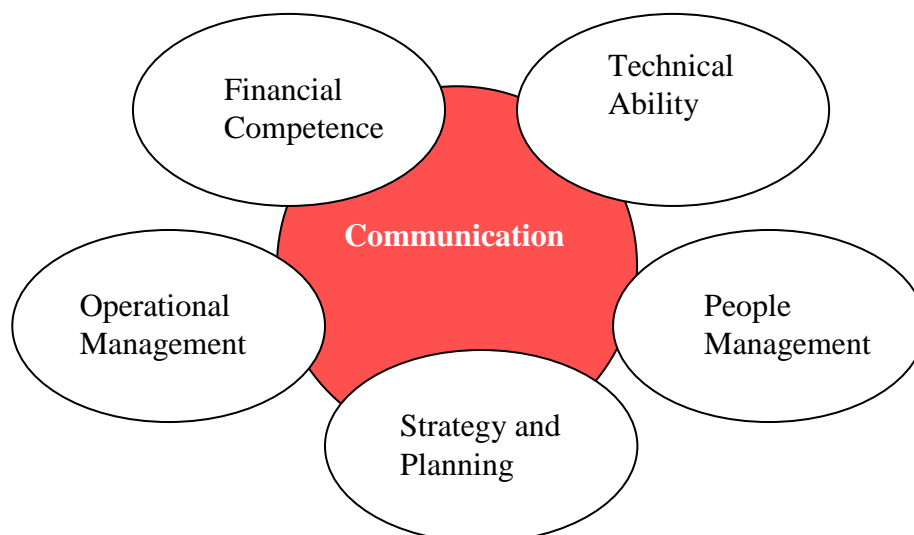 Financial
Competence
Technical
Ability
Communication
Operational
Management
People
Management
Strategy and
Planning